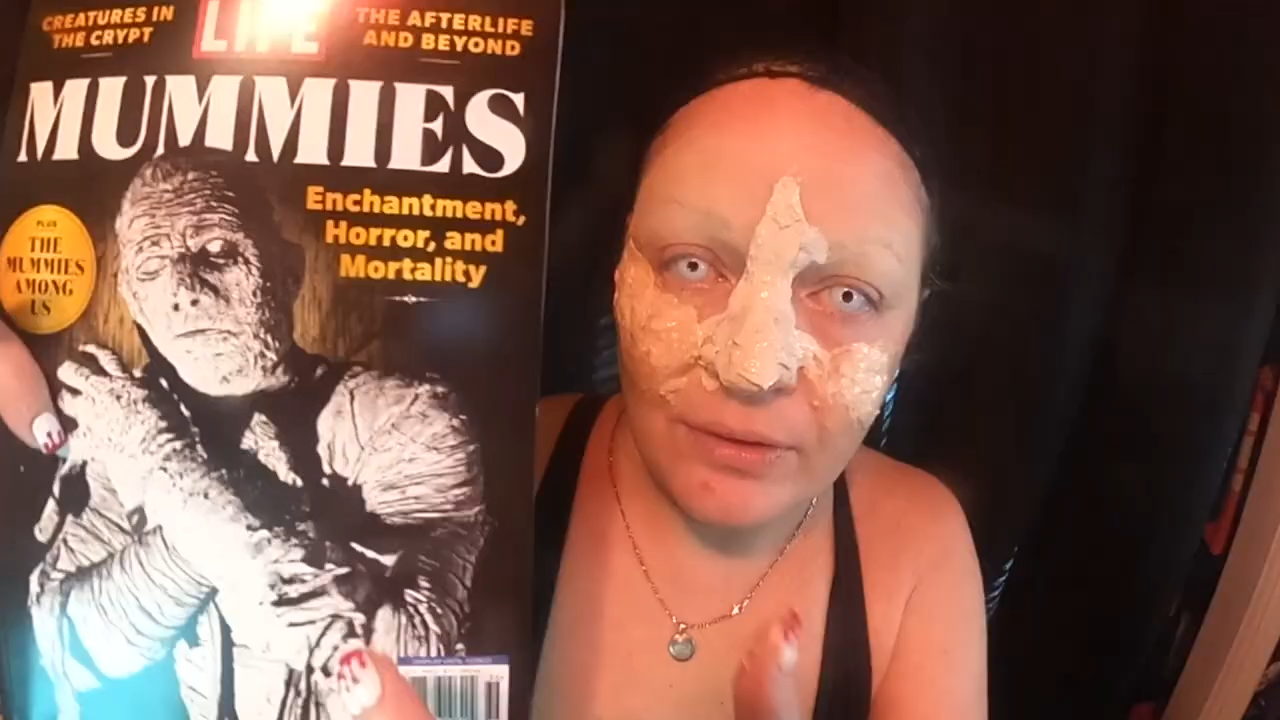 CREATURES IN
THE CRYPT
LIFE
THE AFTERLIFE
AND BEYOND
MUMMIES
Enchantment,
Horror, and
Mortality
PLUS
THE
MUMMIES
AMONG
US